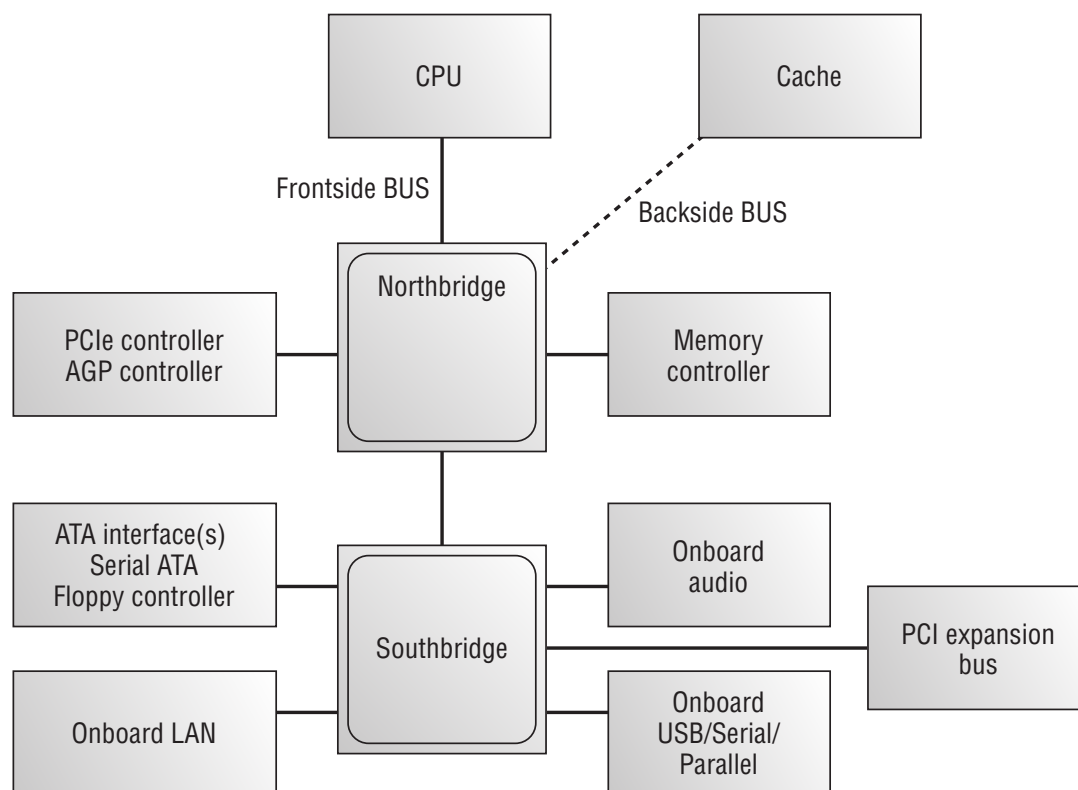 CPU
Cache
Frontside BUS
Backside BUS
Northbridge
PCIe controller
AGP controller
Memory
controller
ATA interface(s)
Serial ATA
Floppy controller
Onboard
audio
Southbridge
PCI expansion
bus
Onboard LAN
Onboard
USB/Serial/
Parallel